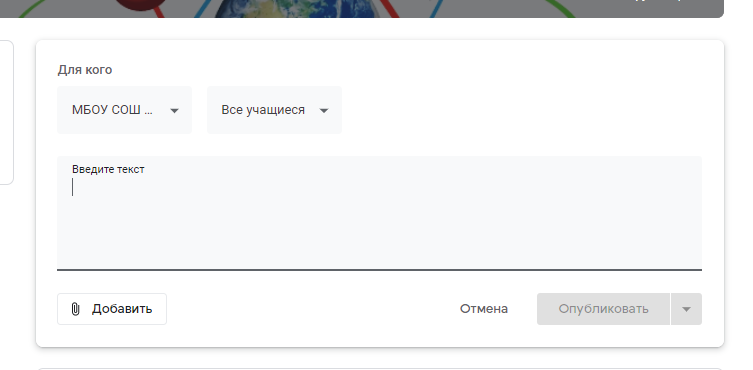 Для кого
МБОУ СОШ ... Все учащиеся
Введите текст
Добавить Отмена Опубликовать